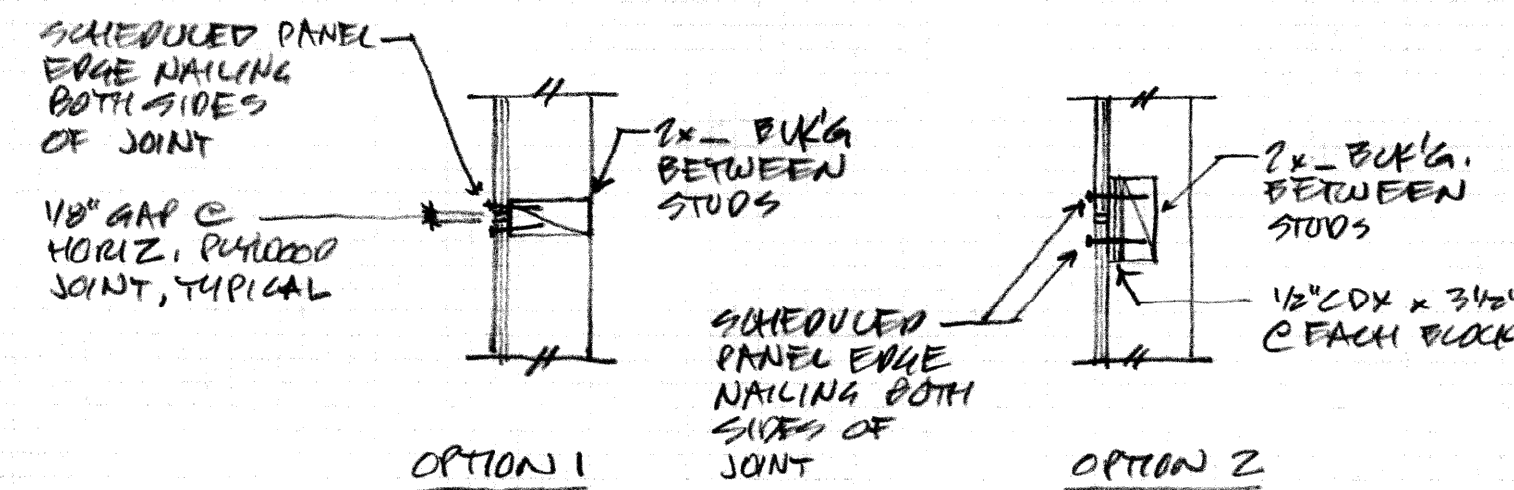 SCHEDULED PANEL
EDGE NAILING
BOTH SIDES
OF JOINT
1/8" GAP @
HORIZ. PLYWOOD
JOINT, TYPICAL
2x_ BLK'G
BETWEEN
STUDS
OPTION 1
SCHEDULED
PANEL EDGE
NAILING BOTH
SIDES OF
JOINT
2x_ BLK'G.
BETWEEN
STUDS
1/2" CDX x 3 1/2"
@ EACH BLOCK
OPTION 2